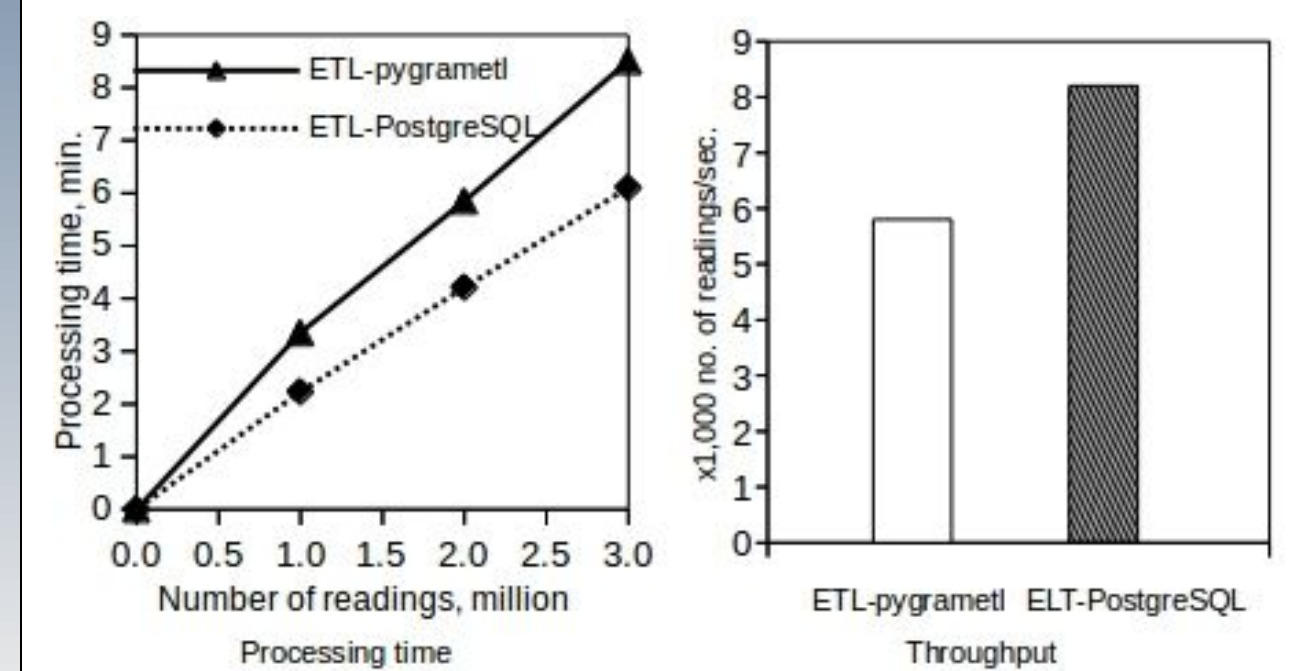 9
8
7
6
5
4
3
2
1
0
Processing time, min.
ETL-pygrametl
ETL-PostgreSQL
0.0 0.5 1.0 1.5 2.0 2.5 3.0
Number of readings, million
Processing time
9
8
7
6
5
4
3
2
1
0
x1,000 no. of readings/sec.
ETL-pygrametl ELT-PostgreSQL
Throughput